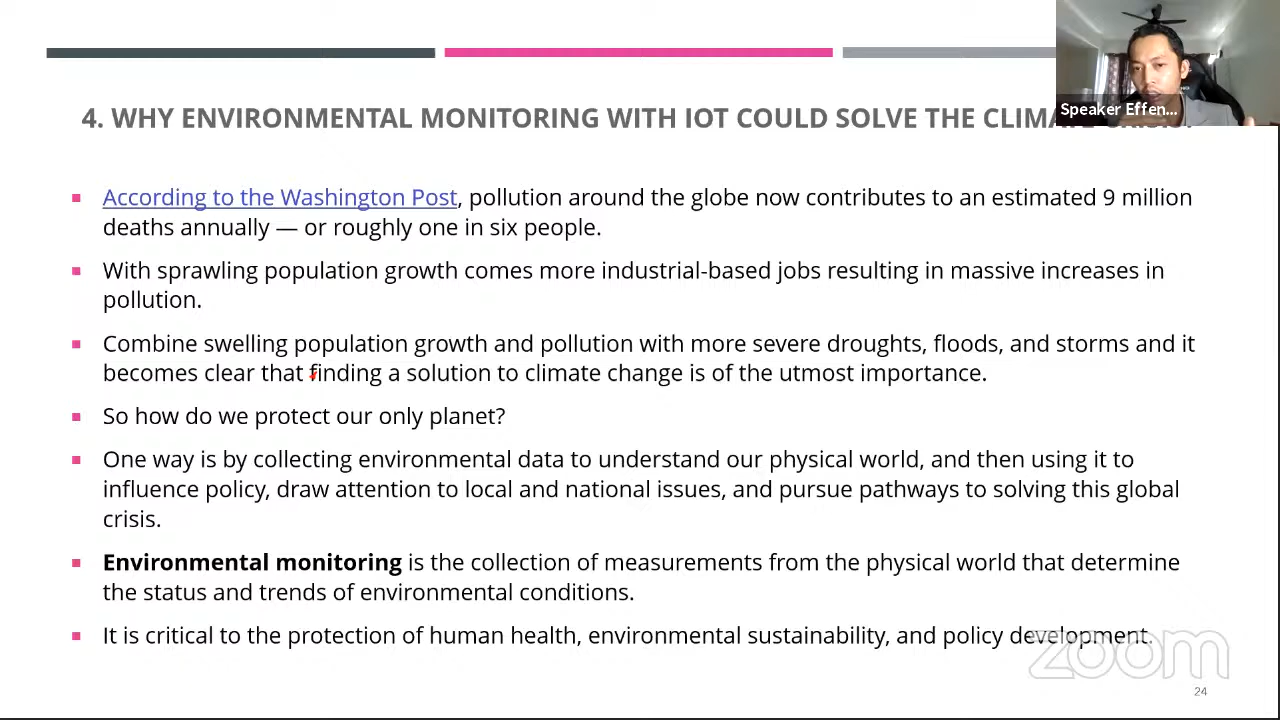 4. WHY ENVIRONMENTAL MONITORING WITH IOT COULD SOLVE THE
Speaker Effen...
According to the Washington Post, pollution around the globe now contributes to an estimated 9 million
deaths annually — or roughly one in six people.
With sprawling population growth comes more industrial-based jobs resulting in massive increases in
pollution.
Combine swelling population growth and pollution with more severe droughts, floods, and storms and it
becomes clear that finding a solution to climate change is of the utmost importance.
So how do we protect our only planet?
One way is by collecting environmental data to understand our physical world, and then using it to
influence policy, draw attention to local and national issues, and pursue pathways to solving this global
crisis.
Environmental monitoring is the collection of measurements from the physical world that determine
the status and trends of environmental conditions.
It is critical to the protection of human health, environmental sustainability, and policy development.
zoom
24